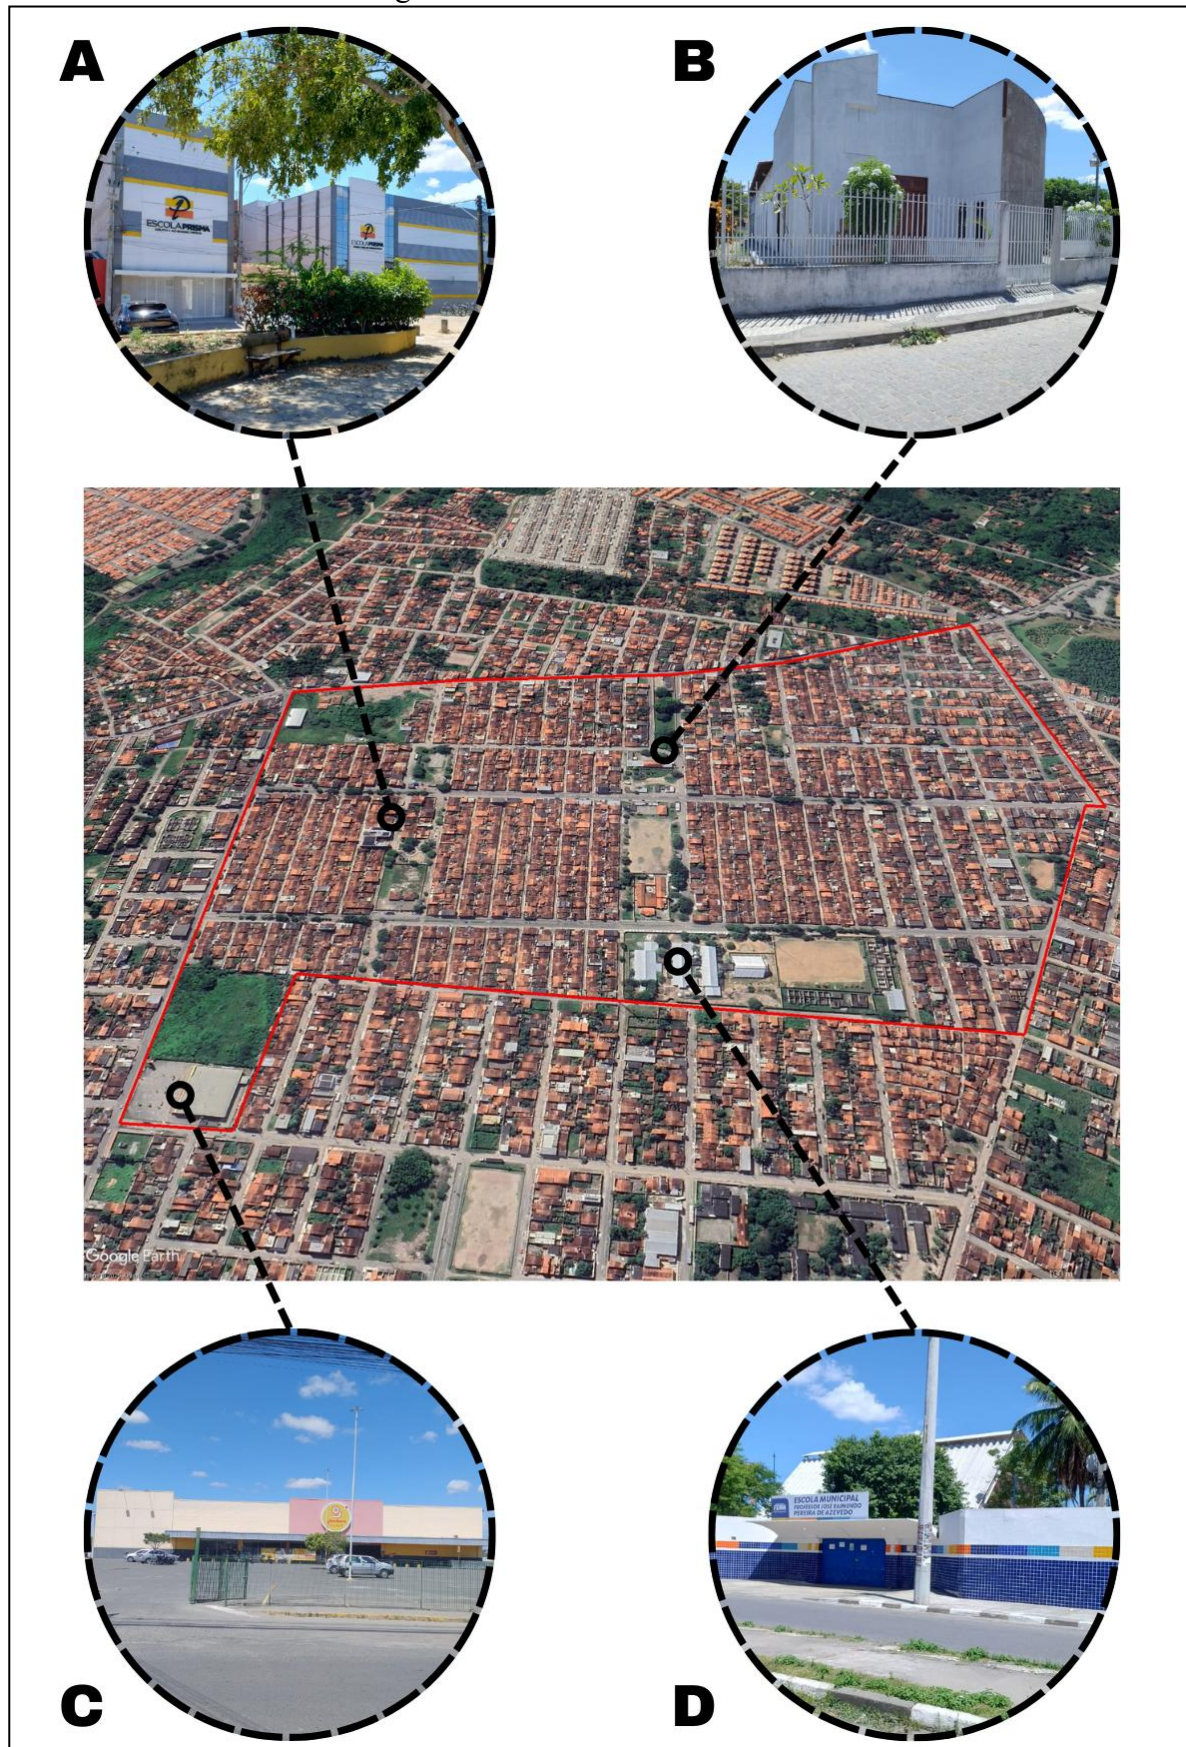 A
B
ESCOLA PRISMA
ESCOLA PRISMA
Google Earth
ESCOLA MUNICIPAL
PROFESSOR JOSÉ RAIMUNDO
PEREIRA DE AZEVEDO
C
D